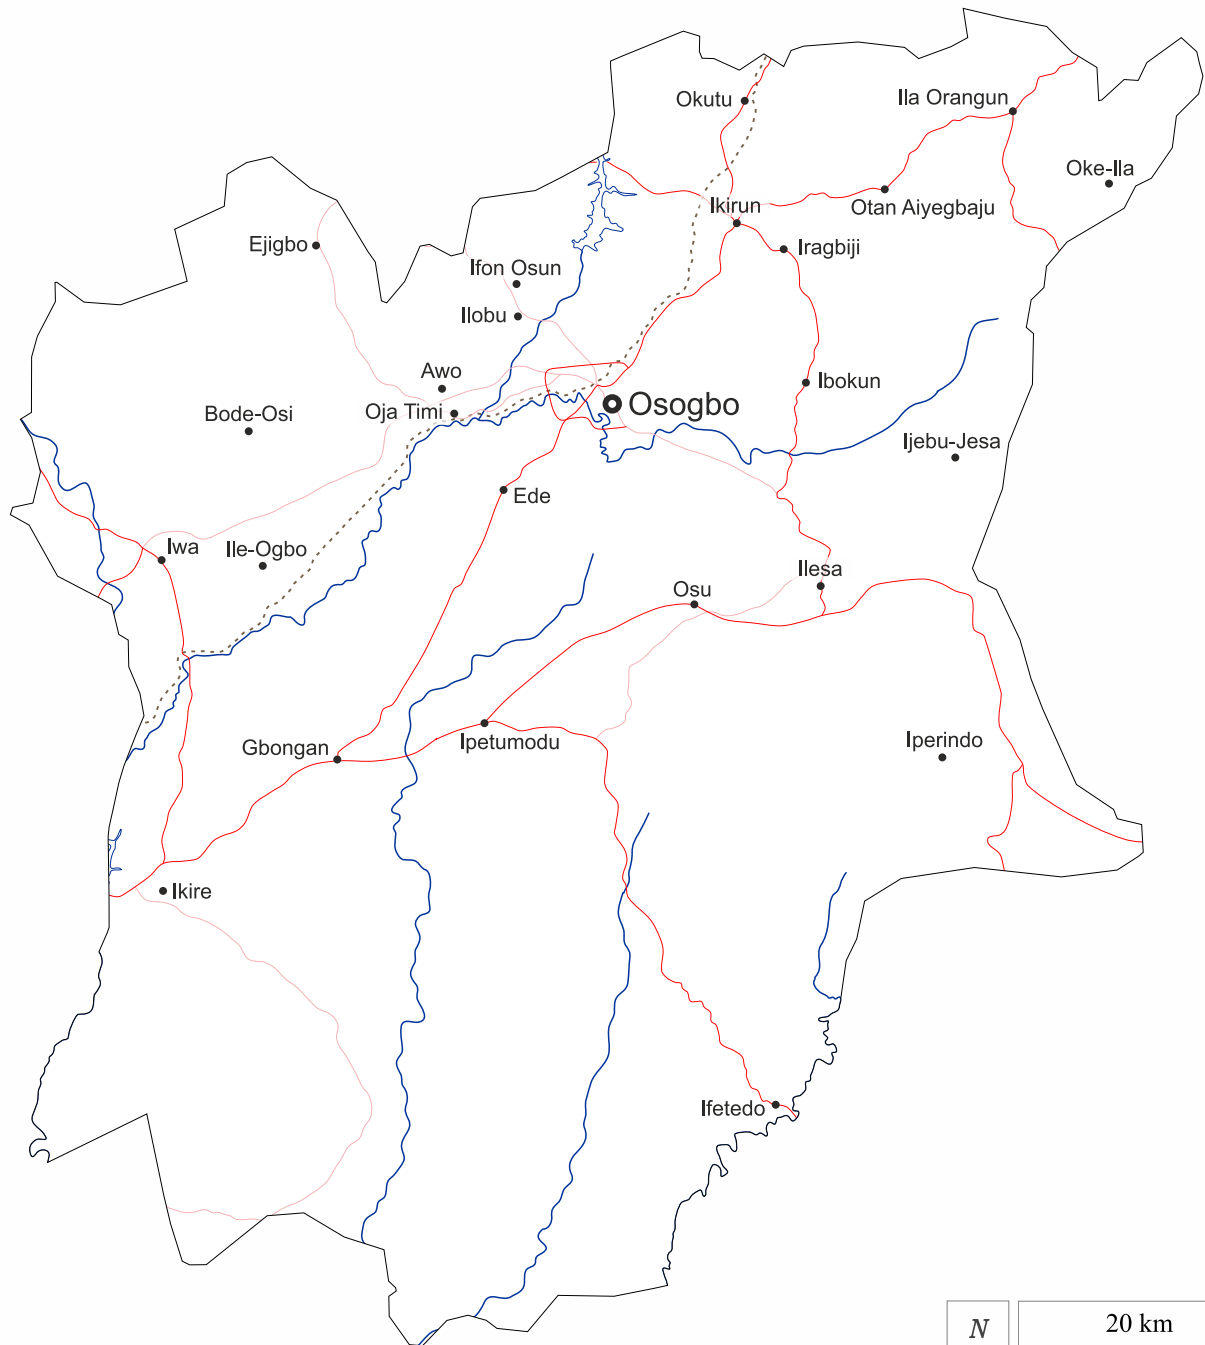 Okutu
Ila Orangun
Oke-Ila
Ikirun
Otan Aiyegbaju
Ejigbo
Iragbiji
Ifon Osun
Ilobu
Awo
Ibokun
Oja Timi
Osogbo
Bode-Osi
Ijebu-Jesa
Ede
Iwa
Ile-Ogbo
Ilesa
Osu
Gbongan
Ipetumodu
Iperindo
Ikire
Ifetedo
N
20 km